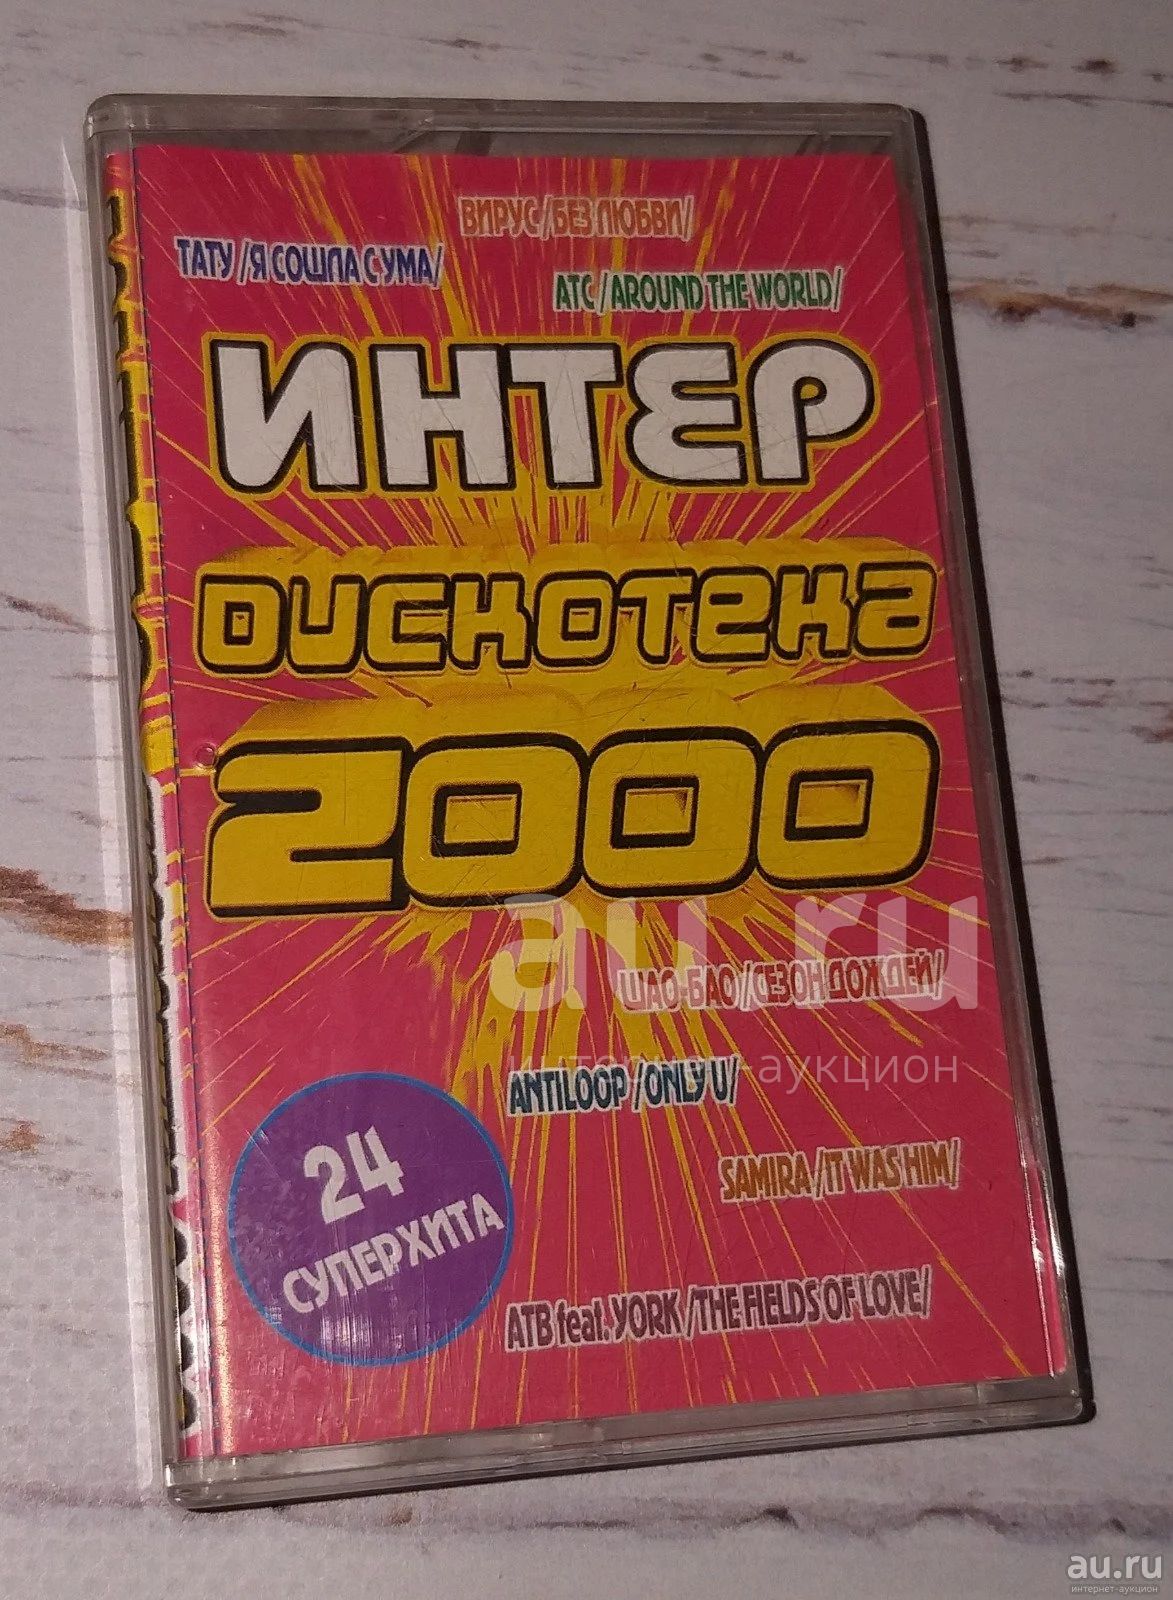 ВИРУС /БЕЗ ЛЮБВИ/
ТАТУ /Я СОШЛА С УМА/
ATC /AROUND THE WORLD/
ИНТЕР
ДИСКОТЕКА
2000
ЦАО-БАО /СЕЗОН ДОЖДЕЙ/
ANTILOOP /ONLY U/
SAMIRA /IT WAS HIM/
24
СУПЕРХИТА
ATB feat. YORK /THE FIELDS OF LOVE/
au.ru
интернет-аукцион
au.ru
интернет-аукцион